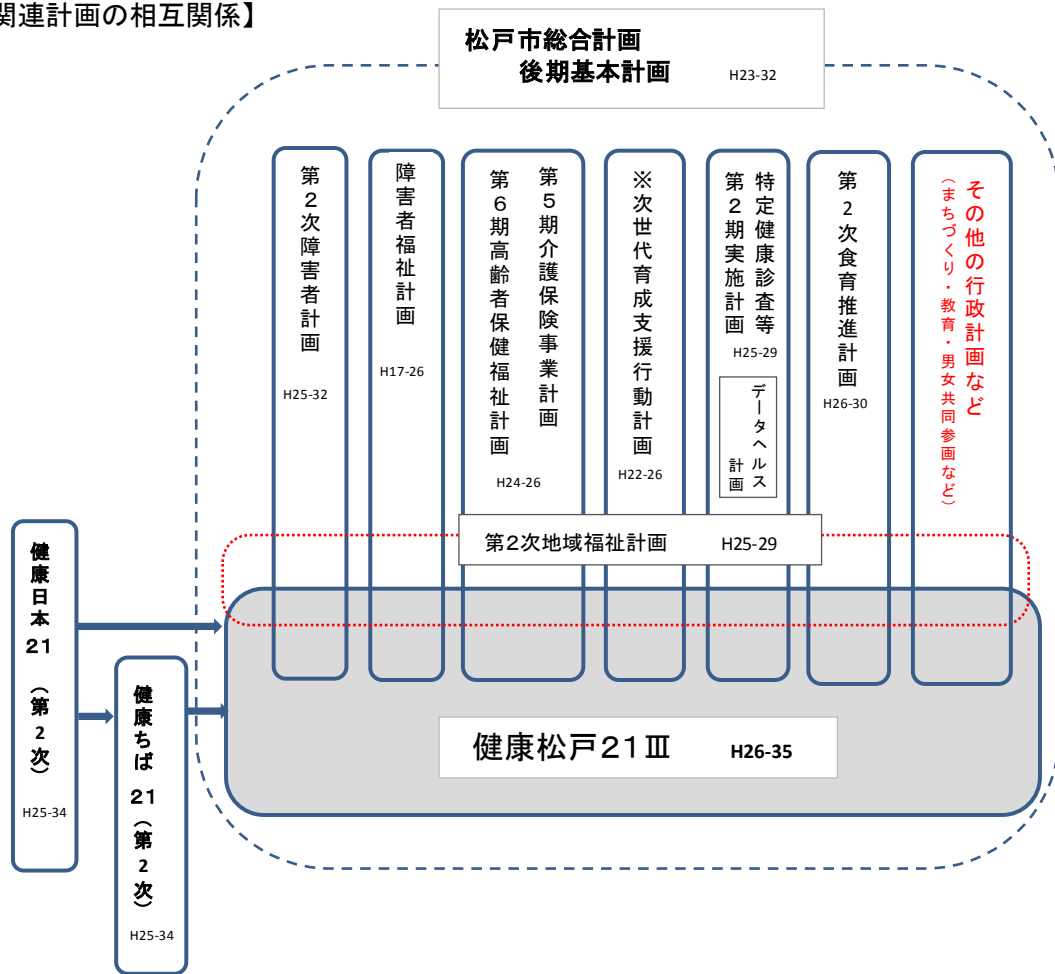 関連計画の相互関係】
松戸市総合計画
後期基本計画 H23-32
第２次障害者計画
H25-32
障害者福祉計画
H17-26
第５期介護保険事業計画
第６期高齢者保健福祉計画
H24-26
※次世代育成支援行動計画
H22-26
特定健康診査等
第２期実施計画
H25-29
データヘルス
計画
第２次食育推進計画
H26-30
その他の行政計画など
（まちづくり・教育・男女共同参画など）
第２次地域福祉計画 H25-29
健康日本21（第２次）
H25-34
健康ちば21（第２次）
H25-34
健康松戸２１Ⅲ H26-35